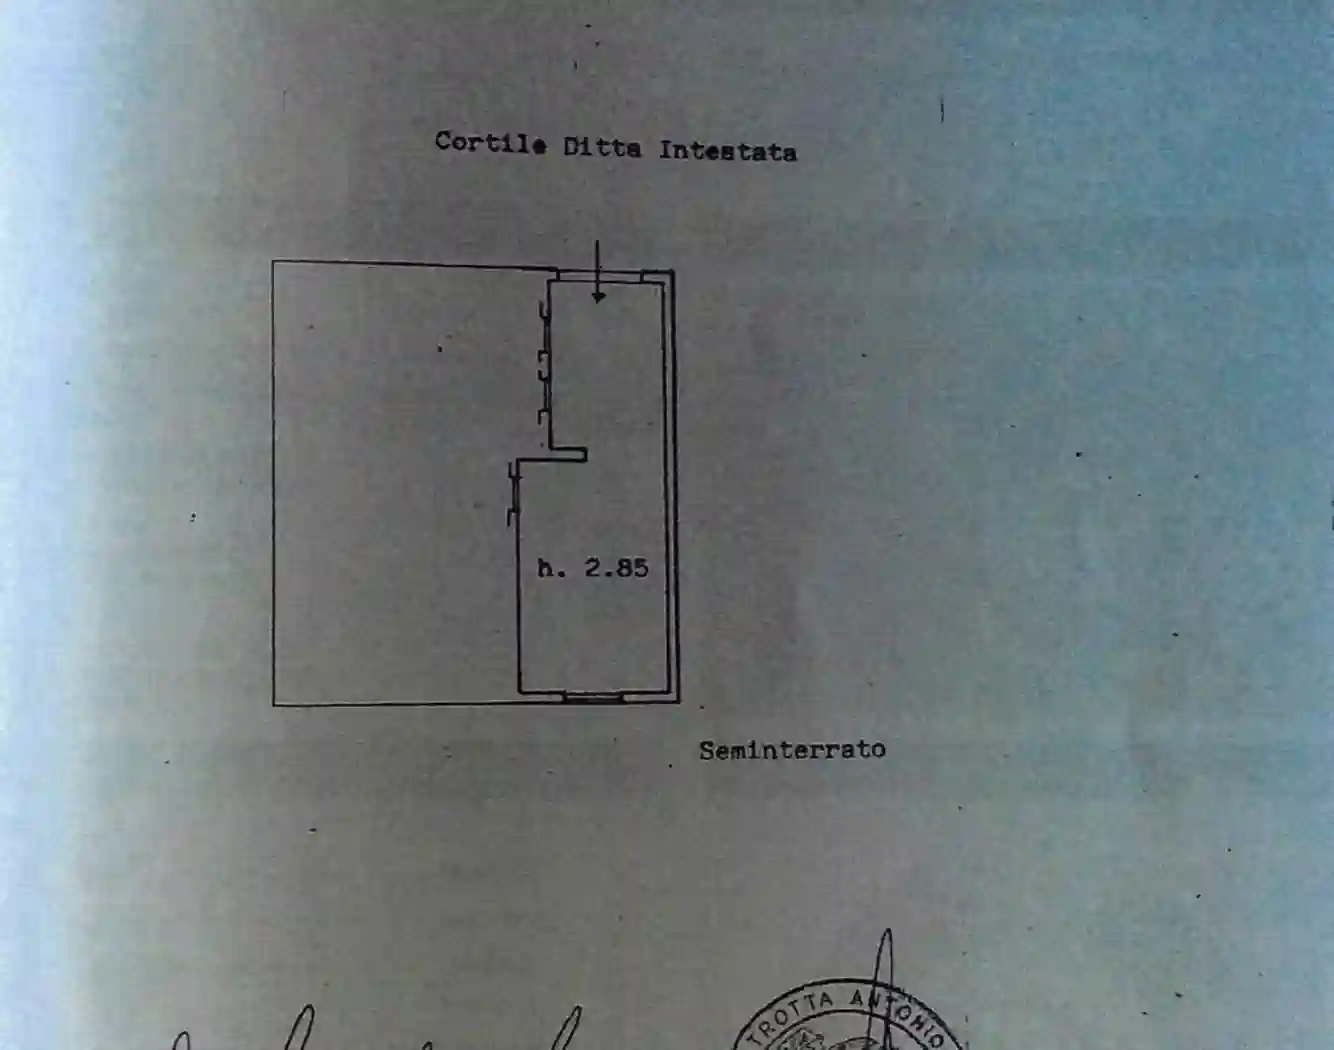 Cortile Ditta Intestata
h. 2.85
Seminterrato
TROTTA ANTONIO